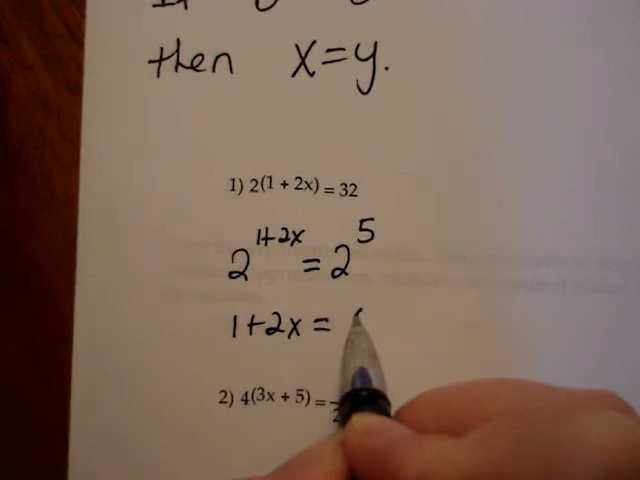 then x=y.
1) 2(1 + 2x) = 32
2^1+2x = 2^5
1+2x =
2) 4(3x + 5) =